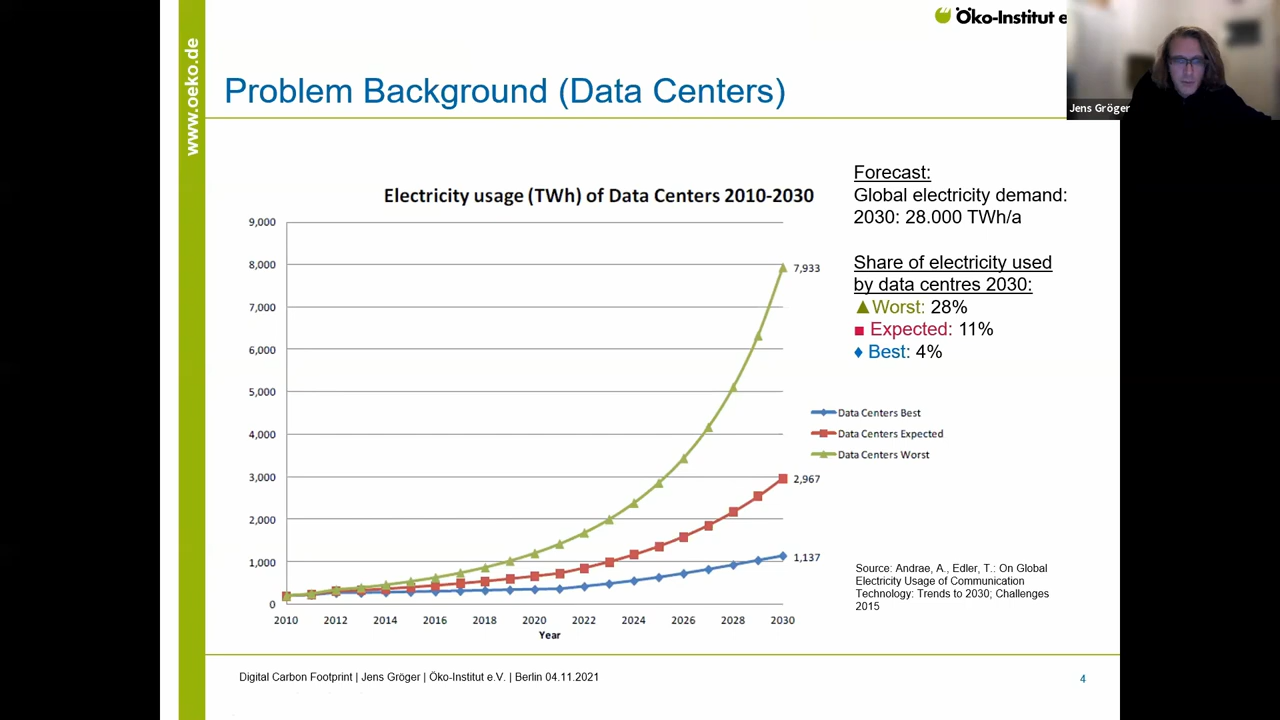 www.oeko.de
Öko-Institut e
Jens Gröger
Problem Background (Data Centers)
Electricity usage (TWh) of Data Centers 2010-2030
9,000
8,000
7,000
6,000
5,000
4,000
3,000
2,000
1,000
0
7,933
2,967
1,137
2010 2012 2014 2016 2018 2020 2022 2024 2026 2028 2030
Year
Forecast:
Global electricity demand:
2030: 28.000 TWh/a
Share of electricity used
by data centres 2030:
▲Worst: 28%
■ Expected: 11%
♦ Best: 4%
Data Centers Best
Data Centers Expected
Data Centers Worst
Source: Andrae, A., Edler, T.: On Global
Electricity Usage of Communication
Technology: Trends to 2030; Challenges
2015
Digital Carbon Footprint | Jens Gröger | Öko-Institut e.V. | Berlin 04.11.2021
4